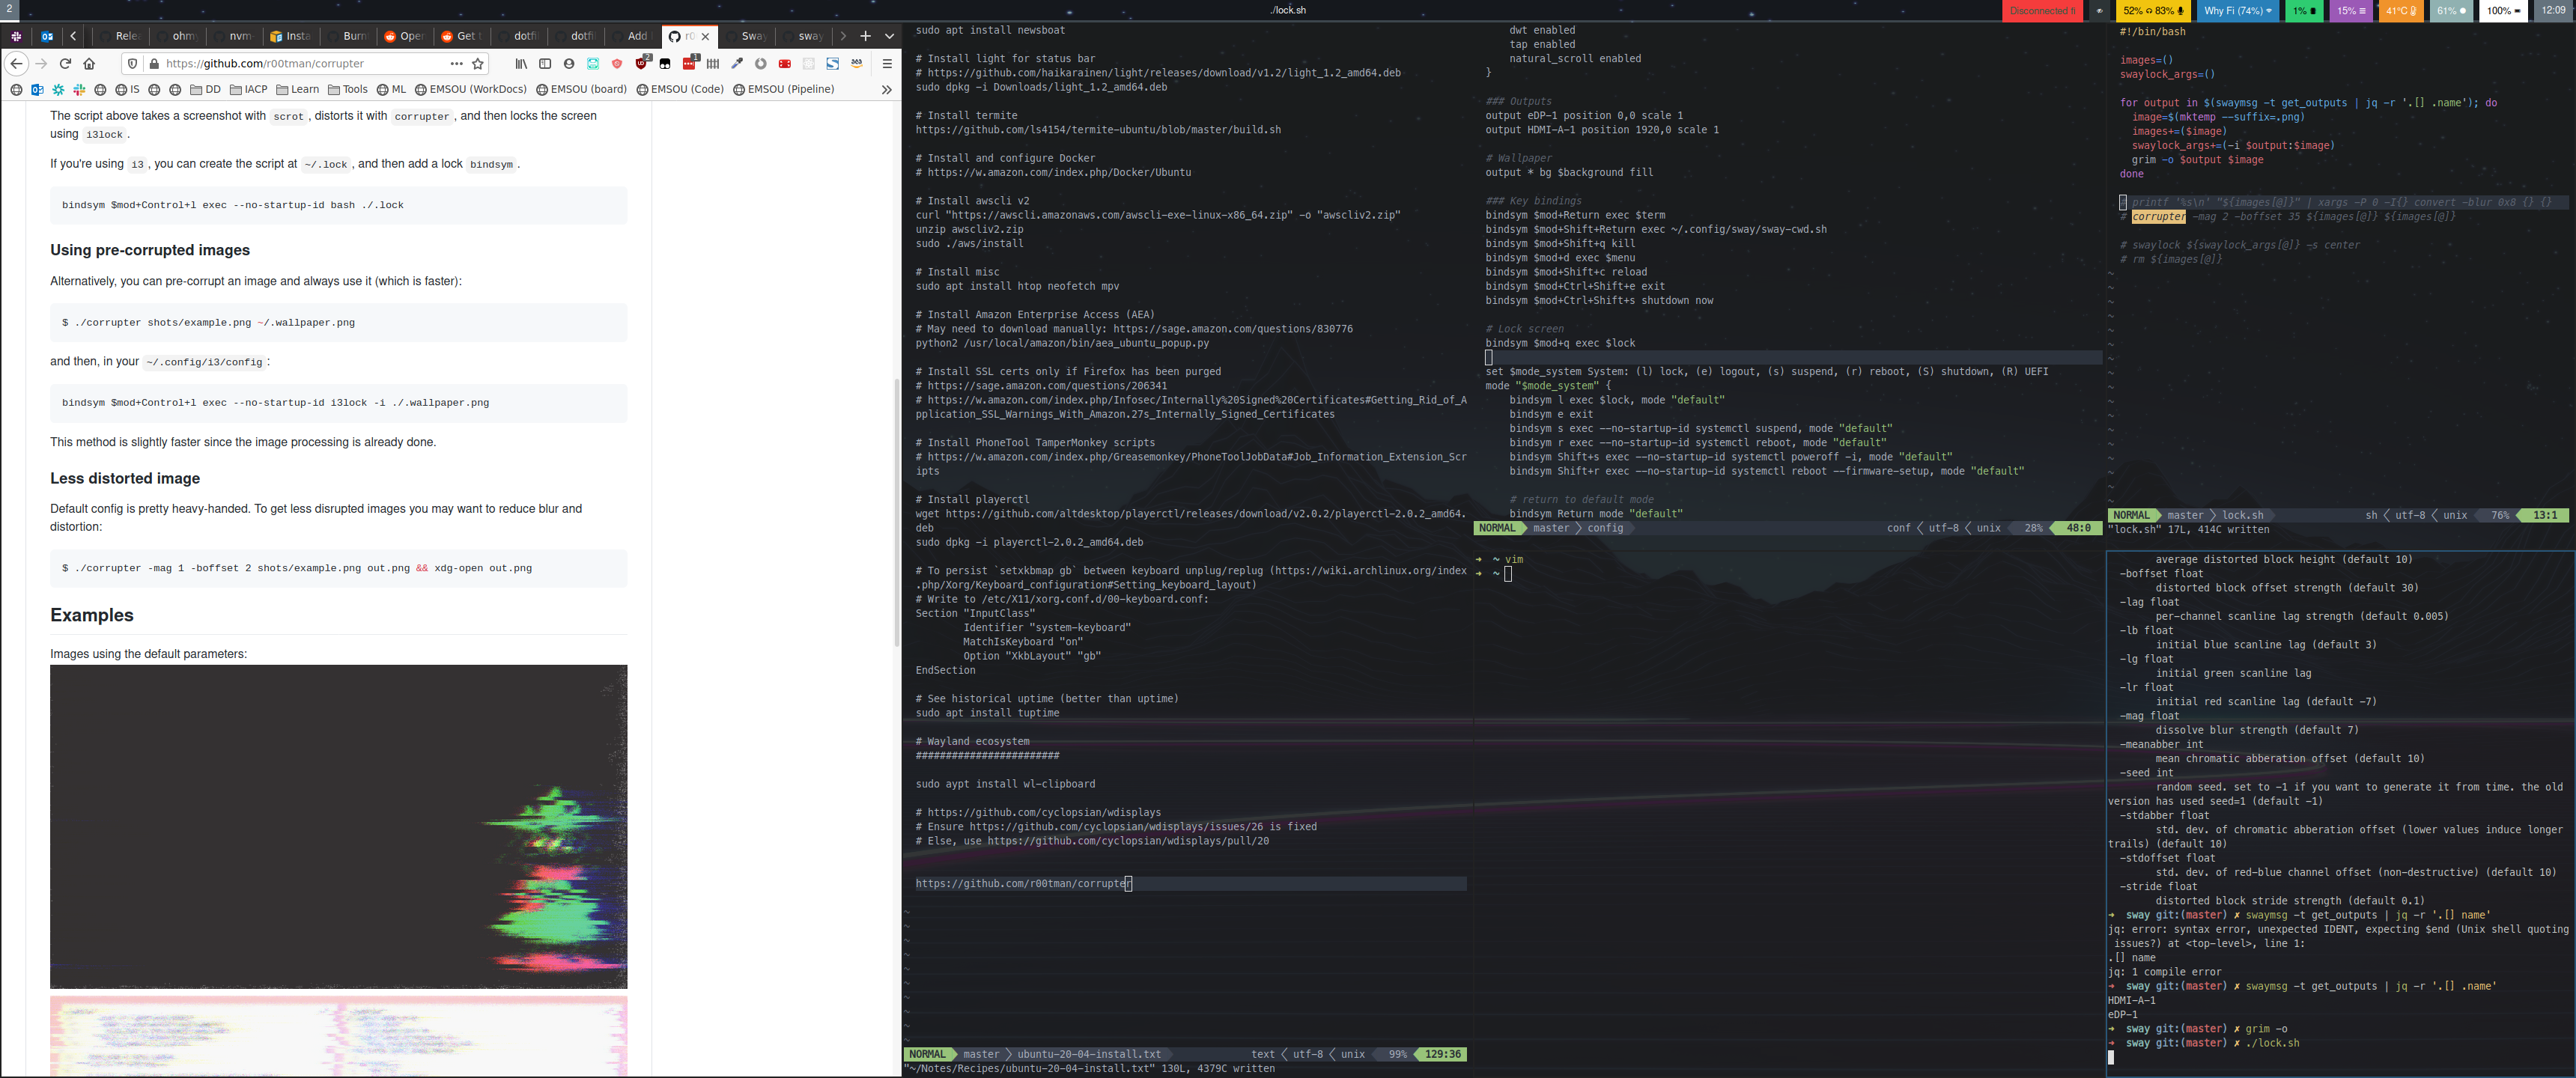 2
./lock.sh
Disconnected
52% 83%
Why Fi (74%)
1%
15%
41°C
61%
100%
12:09
Relea
ohm
nvm-
Insta
Burn
Oper
Get t
dotfil
dotfil
Add
r0
Sway
sway
https://github.com/r00tman/corrupter
IS
DD
IACP
Learn
Tools
ML
EMSOU (WorkDocs)
EMSOU (board)
EMSOU (Code)
EMSOU (Pipeline)
The script above takes a screenshot with scrot, distorts it with corrupter, and then locks the screen
using i3lock.
If you're using i3, you can create the script at ~/.lock, and then add a lock bindsym.
bindsym $mod+Control+l exec --no-startup-id bash ./.lock
Using pre-corrupted images
Alternatively, you can pre-corrupt an image and always use it (which is faster):
$ ./corrupter shots/example.png ~/.wallpaper.png
and then, in your ~/.config/i3/config:
bindsym $mod+Control+l exec --no-startup-id i3lock -i ./.wallpaper.png
This method is slightly faster since the image processing is already done.
Less distorted image
Default config is pretty heavy-handed. To get less disrupted images you may want to reduce blur and
distortion:
$ ./corrupter -mag 1 -boffset 2 shots/example.png out.png && xdg-open out.png
Examples
Images using the default parameters:
sudo apt install newsboat
# Install light for status bar
# https://github.com/haikarainen/light/releases/download/v1.2/light_1.2_amd64.deb
sudo dpkg -i Downloads/light_1.2_amd64.deb
# Install termite
https://github.com/ls4154/termite-ubuntu/blob/master/build.sh
# Install and configure Docker
# https://w.amazon.com/index.php/Docker/Ubuntu
# Install awscli v2
curl "https://awscli.amazonaws.com/awscli-exe-linux-x86_64.zip" -o "awscliv2.zip"
unzip awscliv2.zip
sudo ./aws/install
# Install misc
sudo apt install htop neofetch mpv
# Install Amazon Enterprise Access (AEA)
# May need to download manually: https://sage.amazon.com/questions/830776
python2 /usr/local/amazon/bin/aea_ubuntu_popup.py
# Install SSL certs only if Firefox has been purged
# https://sage.amazon.com/questions/206341
# https://w.amazon.com/index.php/Infosec/Internally%20Signed%20Certificates#Getting_Rid_of_A
pplication_SSL_Warnings_With_Amazon.27s_Internally_Signed_Certificates
# Install PhoneTool TamperMonkey scripts
# https://w.amazon.com/index.php/Greasemonkey/PhoneToolJobData#Job_Information_Extension_Scr
ipts
# Install playerctl
wget https://github.com/altdesktop/playerctl/releases/download/v2.0.2/playerctl-2.0.2_amd64.
deb
sudo dpkg -i playerctl-2.0.2_amd64.deb
# To persist `setxkbmap gb` between keyboard unplug/replug (https://wiki.archlinux.org/index
.php/Xorg/Keyboard_configuration#Setting_keyboard_layout)
# Write to /etc/X11/xorg.conf.d/00-keyboard.conf:
Section "InputClass"
Identifier "system-keyboard"
MatchIsKeyboard "on"
Option "XkbLayout" "gb"
EndSection
# See historical uptime (better than uptime)
sudo apt install tuptime
# Wayland ecosystem
########################
sudo aypt install wl-clipboard
# https://github.com/cyclopsian/wdisplays
# Ensure https://github.com/cyclopsian/wdisplays/issues/26 is fixed
# Else, use https://github.com/cyclopsian/wdisplays/pull/20
https://github.com/r00tman/corrupter
NORMAL master ubuntu-20-04-install.txt text utf-8 unix 99% 129:36
"~/Notes/Recipes/ubuntu-20-04-install.txt" 130L, 4379C written
dwt enabled
tap enabled
natural_scroll enabled
}
### Outputs
output eDP-1 position 0,0 scale 1
output HDMI-A-1 position 1920,0 scale 1
# Wallpaper
output * bg $background fill
### Key bindings
bindsym $mod+Return exec $term
bindsym $mod+Shift+Return exec ~/.config/sway/sway-cwd.sh
bindsym $mod+Shift+q kill
bindsym $mod+d exec $menu
bindsym $mod+Shift+c reload
bindsym $mod+Ctrl+Shift+e exit
bindsym $mod+Ctrl+Shift+s shutdown now
# Lock screen
bindsym $mod+q exec $lock
set $mode_system System: (l) lock, (e) logout, (s) suspend, (r) reboot, (S) shutdown, (R) UEFI
mode "$mode_system" {
bindsym l exec $lock, mode "default"
bindsym e exit
bindsym s exec --no-startup-id systemctl suspend, mode "default"
bindsym r exec --no-startup-id systemctl reboot, mode "default"
bindsym Shift+s exec --no-startup-id systemctl poweroff -i, mode "default"
bindsym Shift+r exec --no-startup-id systemctl reboot --firmware-setup, mode "default"
# return to default mode
bindsym Return mode "default"
NORMAL master config conf utf-8 unix 28% 48:0
➜ ~ vim
➜ ~
#!/bin/bash
images=()
swaylock_args=()
for output in $(swaymsg -t get_outputs | jq -r '.[] .name'); do
image=$(mktemp --suffix=.png)
images+=($image)
swaylock_args+=(-i $output:$image)
grim -o $output $image
done
# printf '%s\n' "${images[@]}" | xargs -P 0 -I{} convert -blur 0x8 {} {}
# corrupter -mag 2 -boffset 35 ${images[@]} ${images[@]}
# swaylock ${swaylock_args[@]} -s center
# rm ${images[@]}
NORMAL master lock.sh sh utf-8 unix 76% 13:1
"lock.sh" 17L, 414C written
average distorted block height (default 10)
-boffset float
distorted block offset strength (default 30)
-lag float
per-channel scanline lag strength (default 0.005)
-lb float
initial blue scanline lag (default 3)
-lg float
initial green scanline lag
-lr float
initial red scanline lag (default -7)
-mag float
dissolve blur strength (default 7)
-meanabber int
mean chromatic abberation offset (default 10)
-seed int
random seed. set to -1 if you want to generate it from time. the old
version has used seed=1 (default -1)
-stdabber float
std. dev. of chromatic abberation offset (lower values induce longer
trails) (default 10)
-stdoffset float
std. dev. of red-blue channel offset (non-destructive) (default 10)
-stride float
distorted block stride strength (default 0.1)
➜ sway git:(master) ✗ swaymsg -t get_outputs | jq -r '.[] name'
jq: error: syntax error, unexpected IDENT, expecting $end (Unix shell quoting
issues?) at <top-level>, line 1:
.[] name
jq: 1 compile error
➜ sway git:(master) ✗ swaymsg -t get_outputs | jq -r '.[] .name'
HDMI-A-1
eDP-1
➜ sway git:(master) ✗ grim -o
➜ sway git:(master) ✗ ./lock.sh